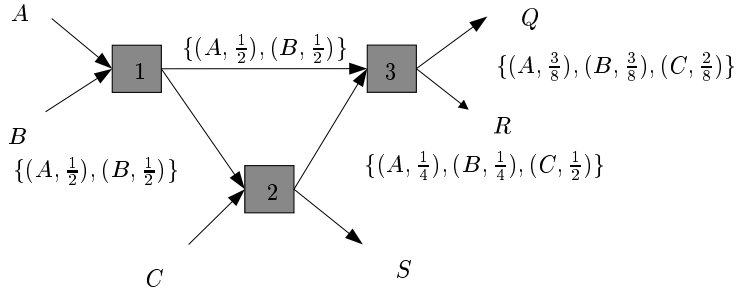 A
{(A, 1/2), (B, 1/2)}
Q
1
3
{(A, 3/8), (B, 3/8), (C, 2/8)}
B
R
{(A, 1/2), (B, 1/2)}
{(A, 1/4), (B, 1/4), (C, 1/2)}
2
C
S